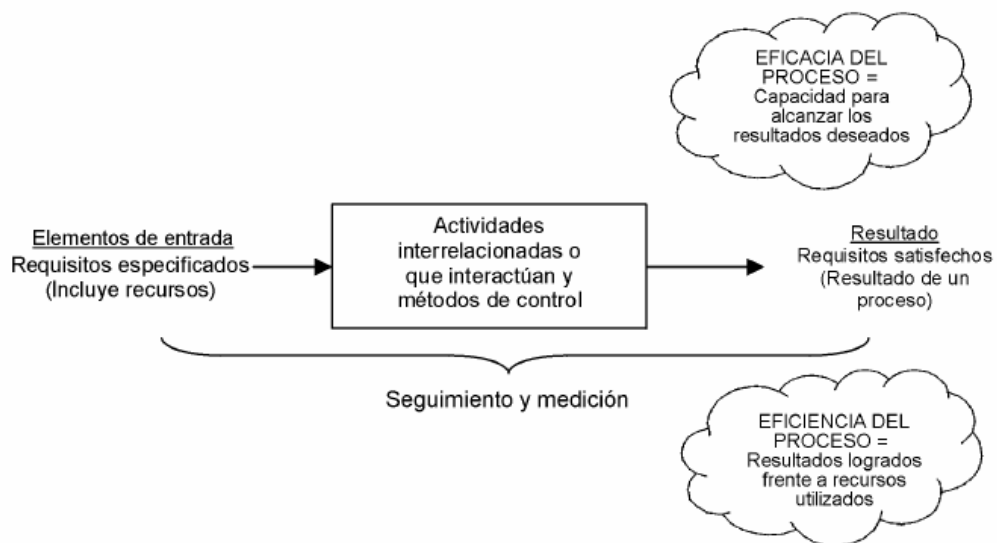 EFICACIA DEL
PROCESO =
Capacidad para
alcanzar los
resultados deseados
Elementos de entrada
Requisitos especificados
(Incluye recursos)
Actividades
interrelacionadas o
que interactúan y
métodos de control
Resultado
Requisitos satisfechos
(Resultado de un
proceso)
Seguimiento y medición
EFICIENCIA DEL
PROCESO =
Resultados logrados
frente a recursos
utilizados